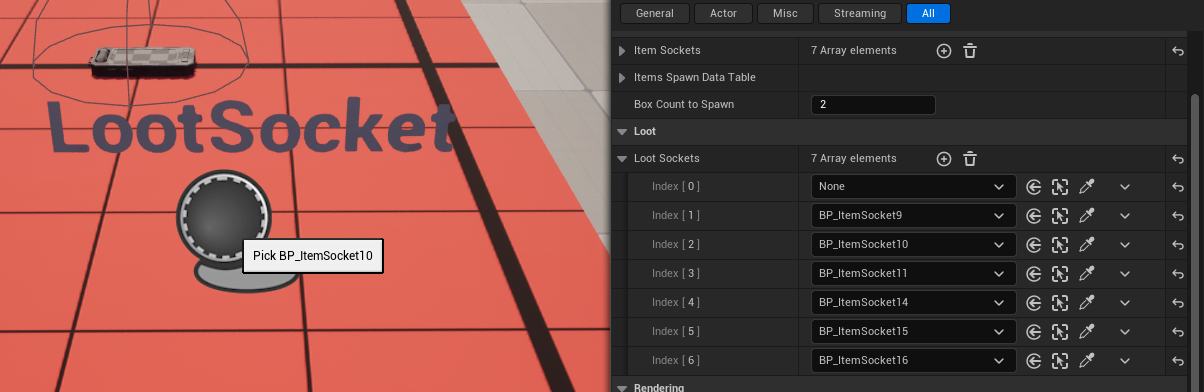 General
Actor
Misc
Streaming
All
Item Sockets
7 Array elements
Items Spawn Data Table
Box Count to Spawn
2
Loot
Loot Sockets
7 Array elements
Index [ 0 ]
None
Index [ 1 ]
BP_ItemSocket9
Index [ 2 ]
BP_ItemSocket10
Index [ 3 ]
BP_ItemSocket11
Index [ 4 ]
BP_ItemSocket14
Index [ 5 ]
BP_ItemSocket15
Index [ 6 ]
BP_ItemSocket16
Rendering
LootSocket
Pick BP_ItemSocket10